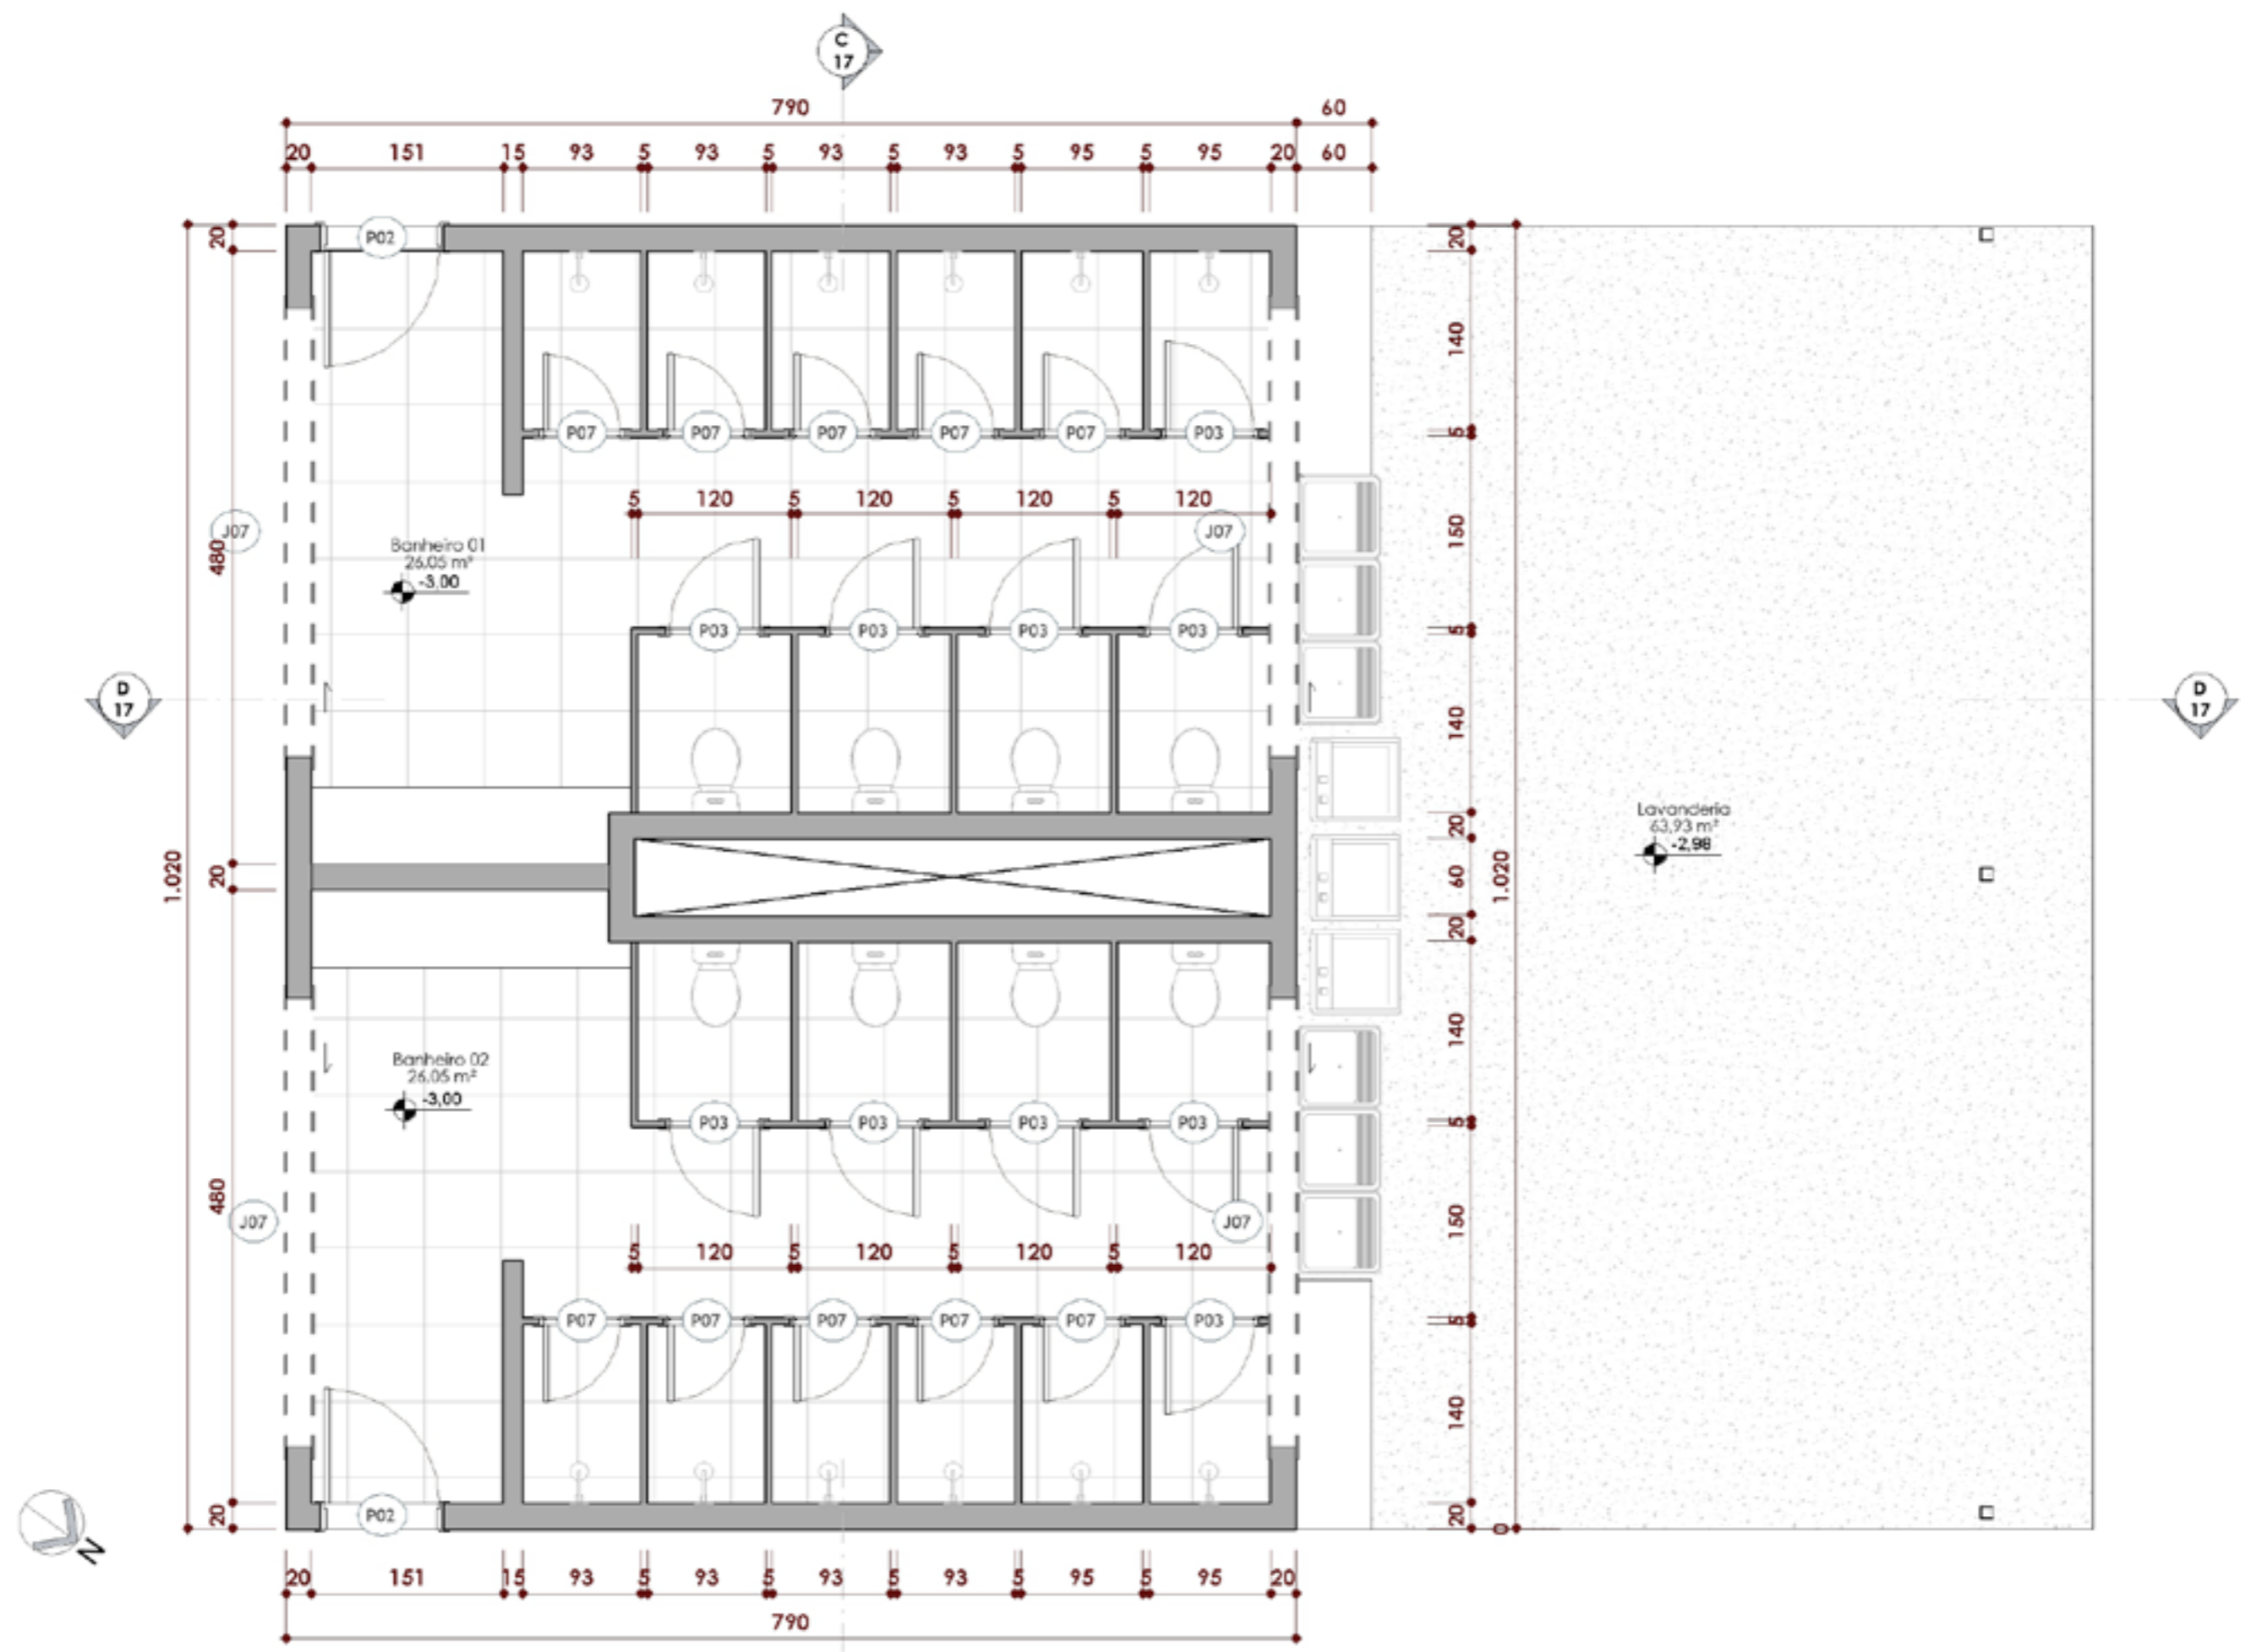 C
17
790 60
20 151 15 93 5 93 5 93 5 93 5 95 5 95 20 60
20 P02 20
140
P07 P07 P07 P07 P07 P03 5
5 120 5 120 5 120 5 120
J07 J07 150
480
Banheiro 01
26,05 m²
-3,00
P03 P03 P03 P03 5
D
17
D
17
140
Lavanderia
63,93 m²
-2,98
20
1.020 20 60 1.020
20
Banheiro 02
26,05 m²
-3,00
140
P03 P03 P03 P03 5
480
J07 J07 150
5 120 5 120 5 120 5 120
P07 P07 P07 P07 P07 P03 5
140
20 P02 20 0
N
20 151 15 93 5 93 5 93 5 93 5 95 5 95 20
790